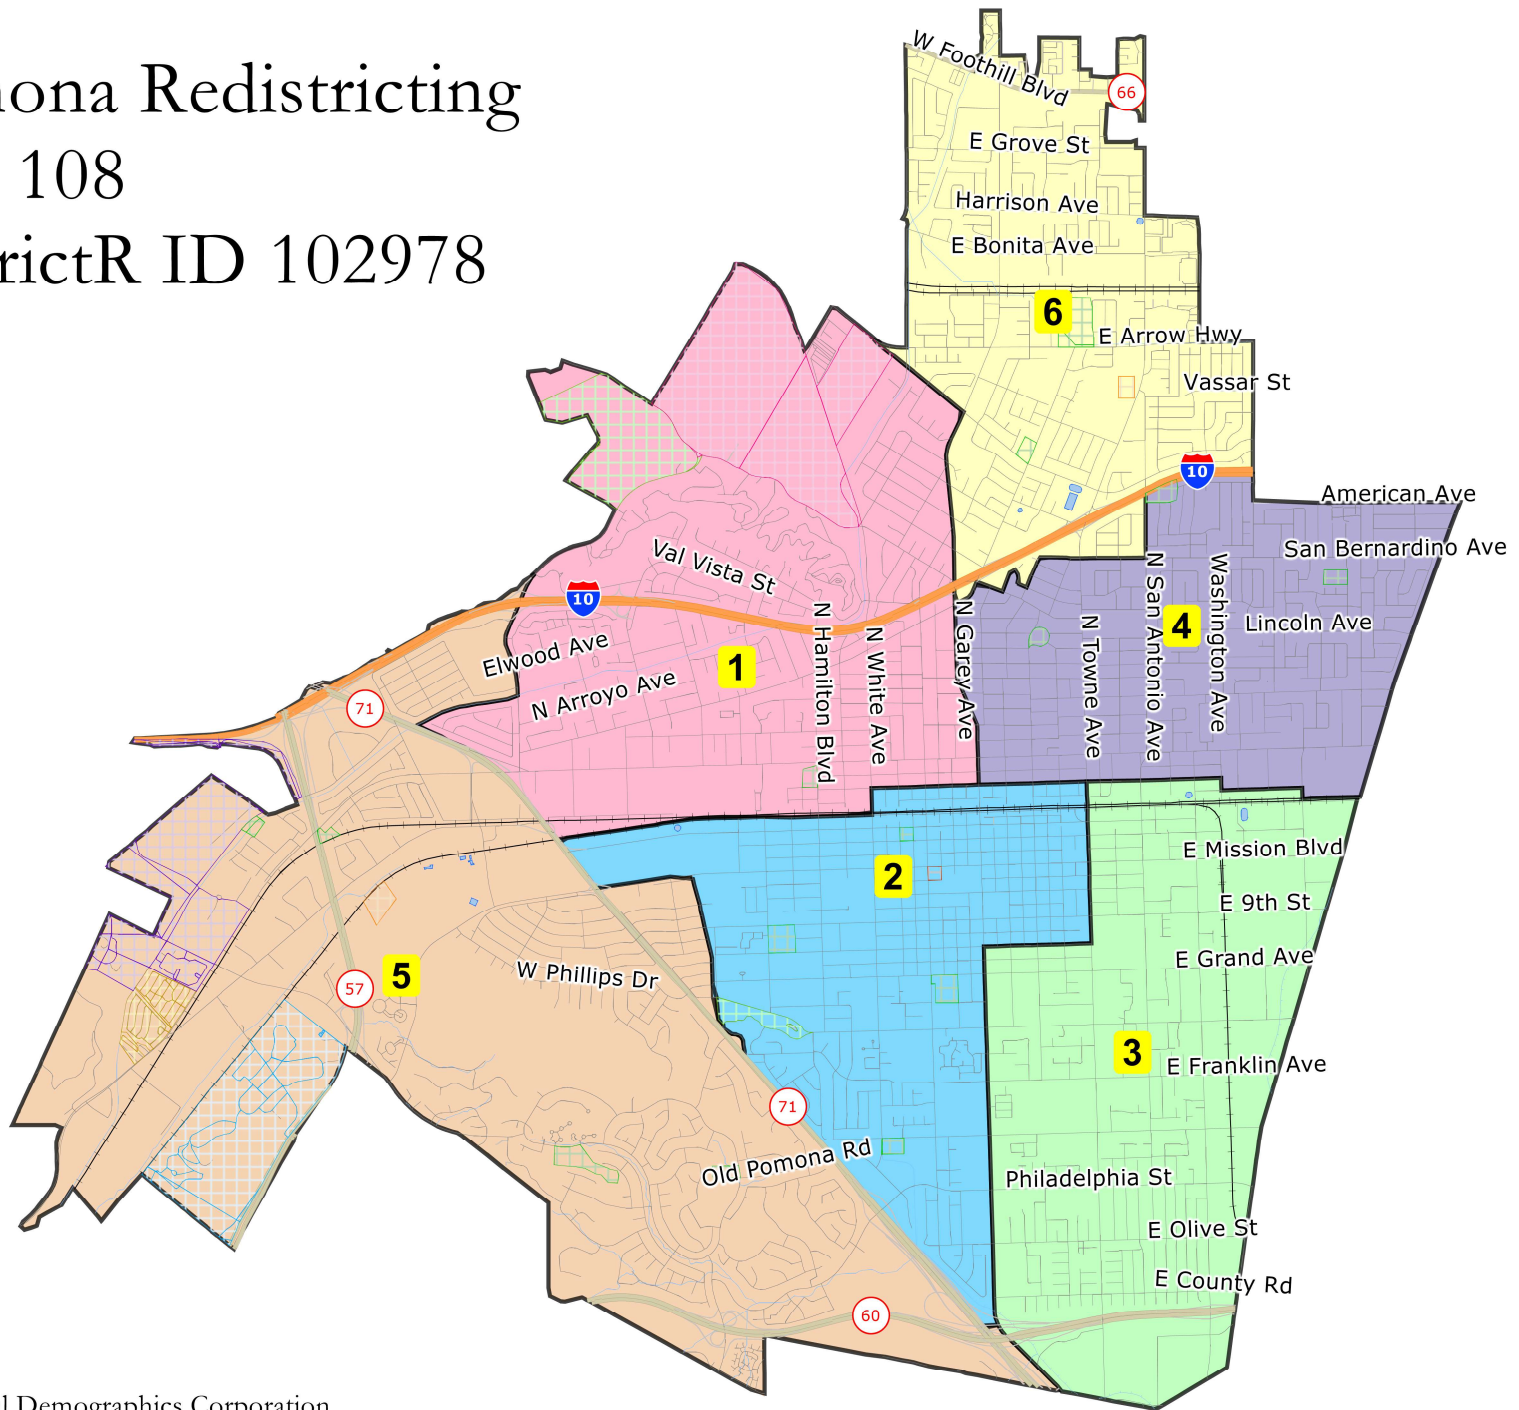 mona Redistricting
108
rictR ID 102978
W Foothill Blvd
66
E Grove St
Harrison Ave
E Bonita Ave
6
E Arrow Hwy
Vassar St
10
American Ave
San Bernardino Ave
Val Vista St
10
N San Antonio Ave
Washington Ave
Lincoln Ave
4
N Hamilton Blvd
N White Ave
N Garey Ave
N Towne Ave
Elwood Ave
1
N Arroyo Ave
71
E Mission Blvd
2
E 9th St
E Grand Ave
W Phillips Dr
5
57
3
E Franklin Ave
71
Old Pomona Rd
Philadelphia St
E Olive St
E County Rd
60
l Demographics Corporation